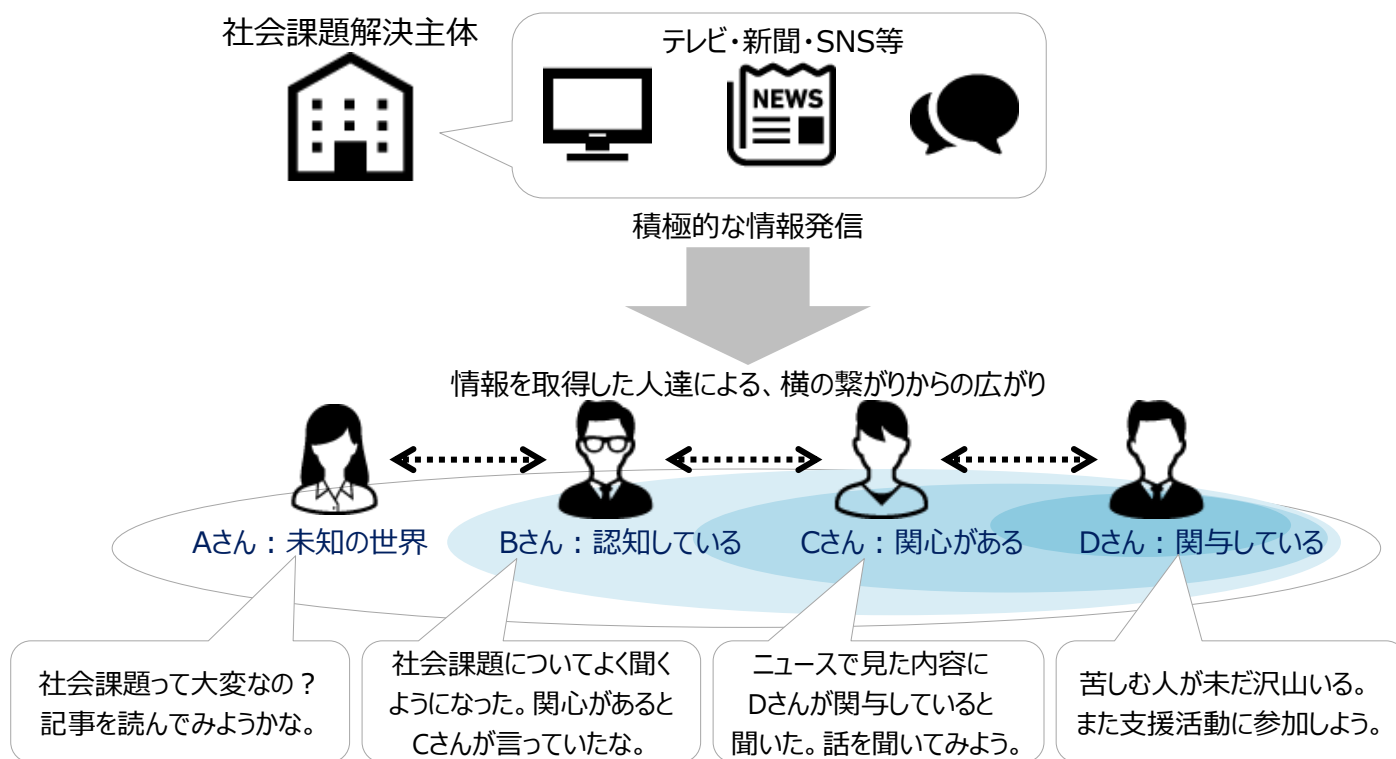 社会課題解決主体
テレビ・新聞・SNS等
NEWS
積極的な情報発信
情報を取得した人達による、横の繋がりからの広がり
Aさん：未知の世界
Bさん：認知している
Cさん：関心がある
Dさん：関与している
社会課題って大変なの？
記事を読んでみようかな。
社会課題についてよく聞く
ようになった。関心があると
Cさんが言っていたな。
ニュースで見た内容に
Dさんが関与していると
聞いた。話を聞いてみよう。
苦しむ人が未だ沢山いる。
また支援活動に参加しよう。